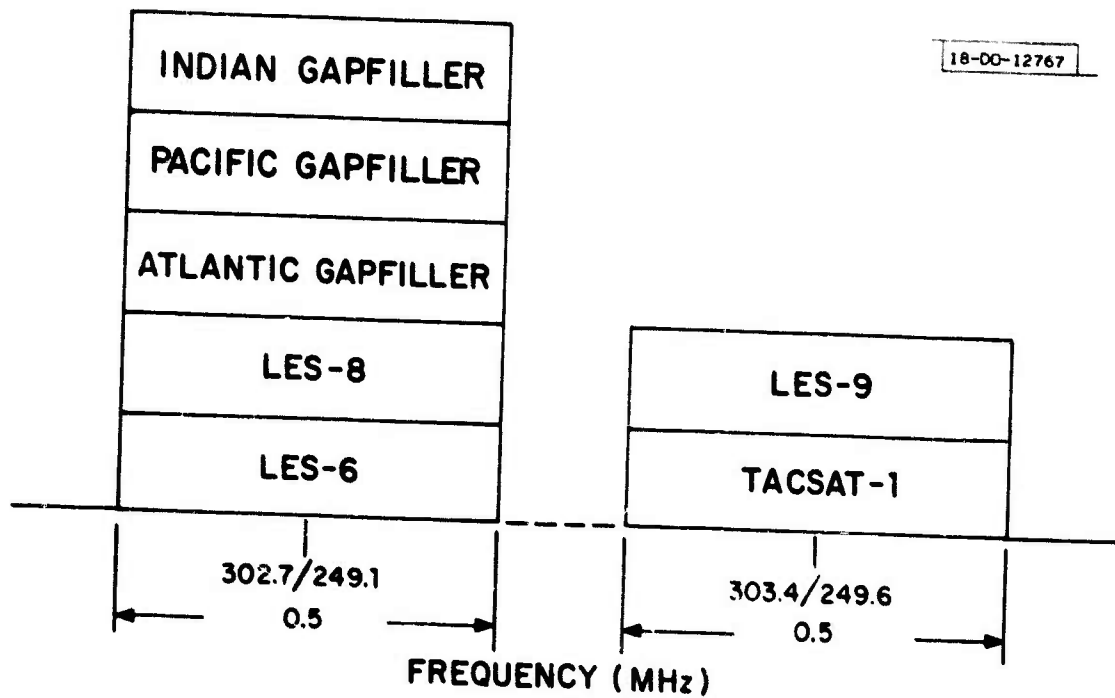 18-DO-12767
INDIAN GAPFILLER
PACIFIC GAPFILLER
ATLANTIC GAPFILLER
LES-8
LES-6
LES-9
TACSAT-1
302.7/249.1
0.5
303.4/249.6
0.5
FREQUENCY (MHz)